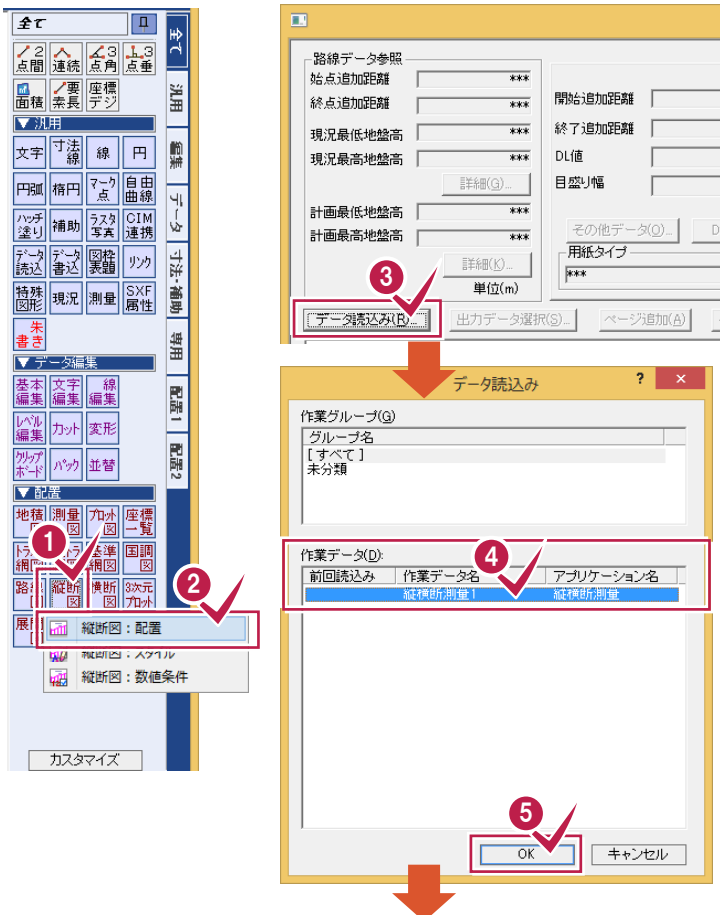 全て
点間
連続
点角
点垂
面積
要素長
座標デジ
▼ 汎用
文字
寸法線
線
円
円弧
楕円
マーク点
自由曲線
ハッチ塗り
補助
ラスタ写真
CIM連携
データ読込
データ書込
図枠表題
リンク
特殊図形
現況
測量
SXF属性
朱書き
▼ データ編集
基本編集
文字編集
線編集
レベル編集
カット
変形
クリップボード
パック
並替
▼ 配置
地積
測量図
プロット図
座標一覧
1
基準網図
国調図
縦断図
横断図
3次元プロット
2
縦断図:配置
縦断図:スタイル
縦断図:数値条件
カスタマイズ
全て
汎用
編集
データ
寸法・補助
専用
配置1
配置2
路線データ参照
始点追加距離 ***
終点追加距離 ***
現況最低地盤高 ***
現況最高地盤高 ***
詳細(G)...
計画最低地盤高 ***
計画最高地盤高 ***
詳細(K)...
単位(m)
開始追加距離
終了追加距離
DL値
目盛り幅
その他データ(O)...
D
用紙タイプ
***
3
データ読込み(R)...
出力データ選択(S)...
ページ追加(A)
データ読込み
? ×
作業グループ(G)
グループ名
[すべて]
未分類
作業データ(D):
4
前回読込み 作業データ名 アプリケーション名
縦横断測量1 縦横断測量
5
OK
キャンセル